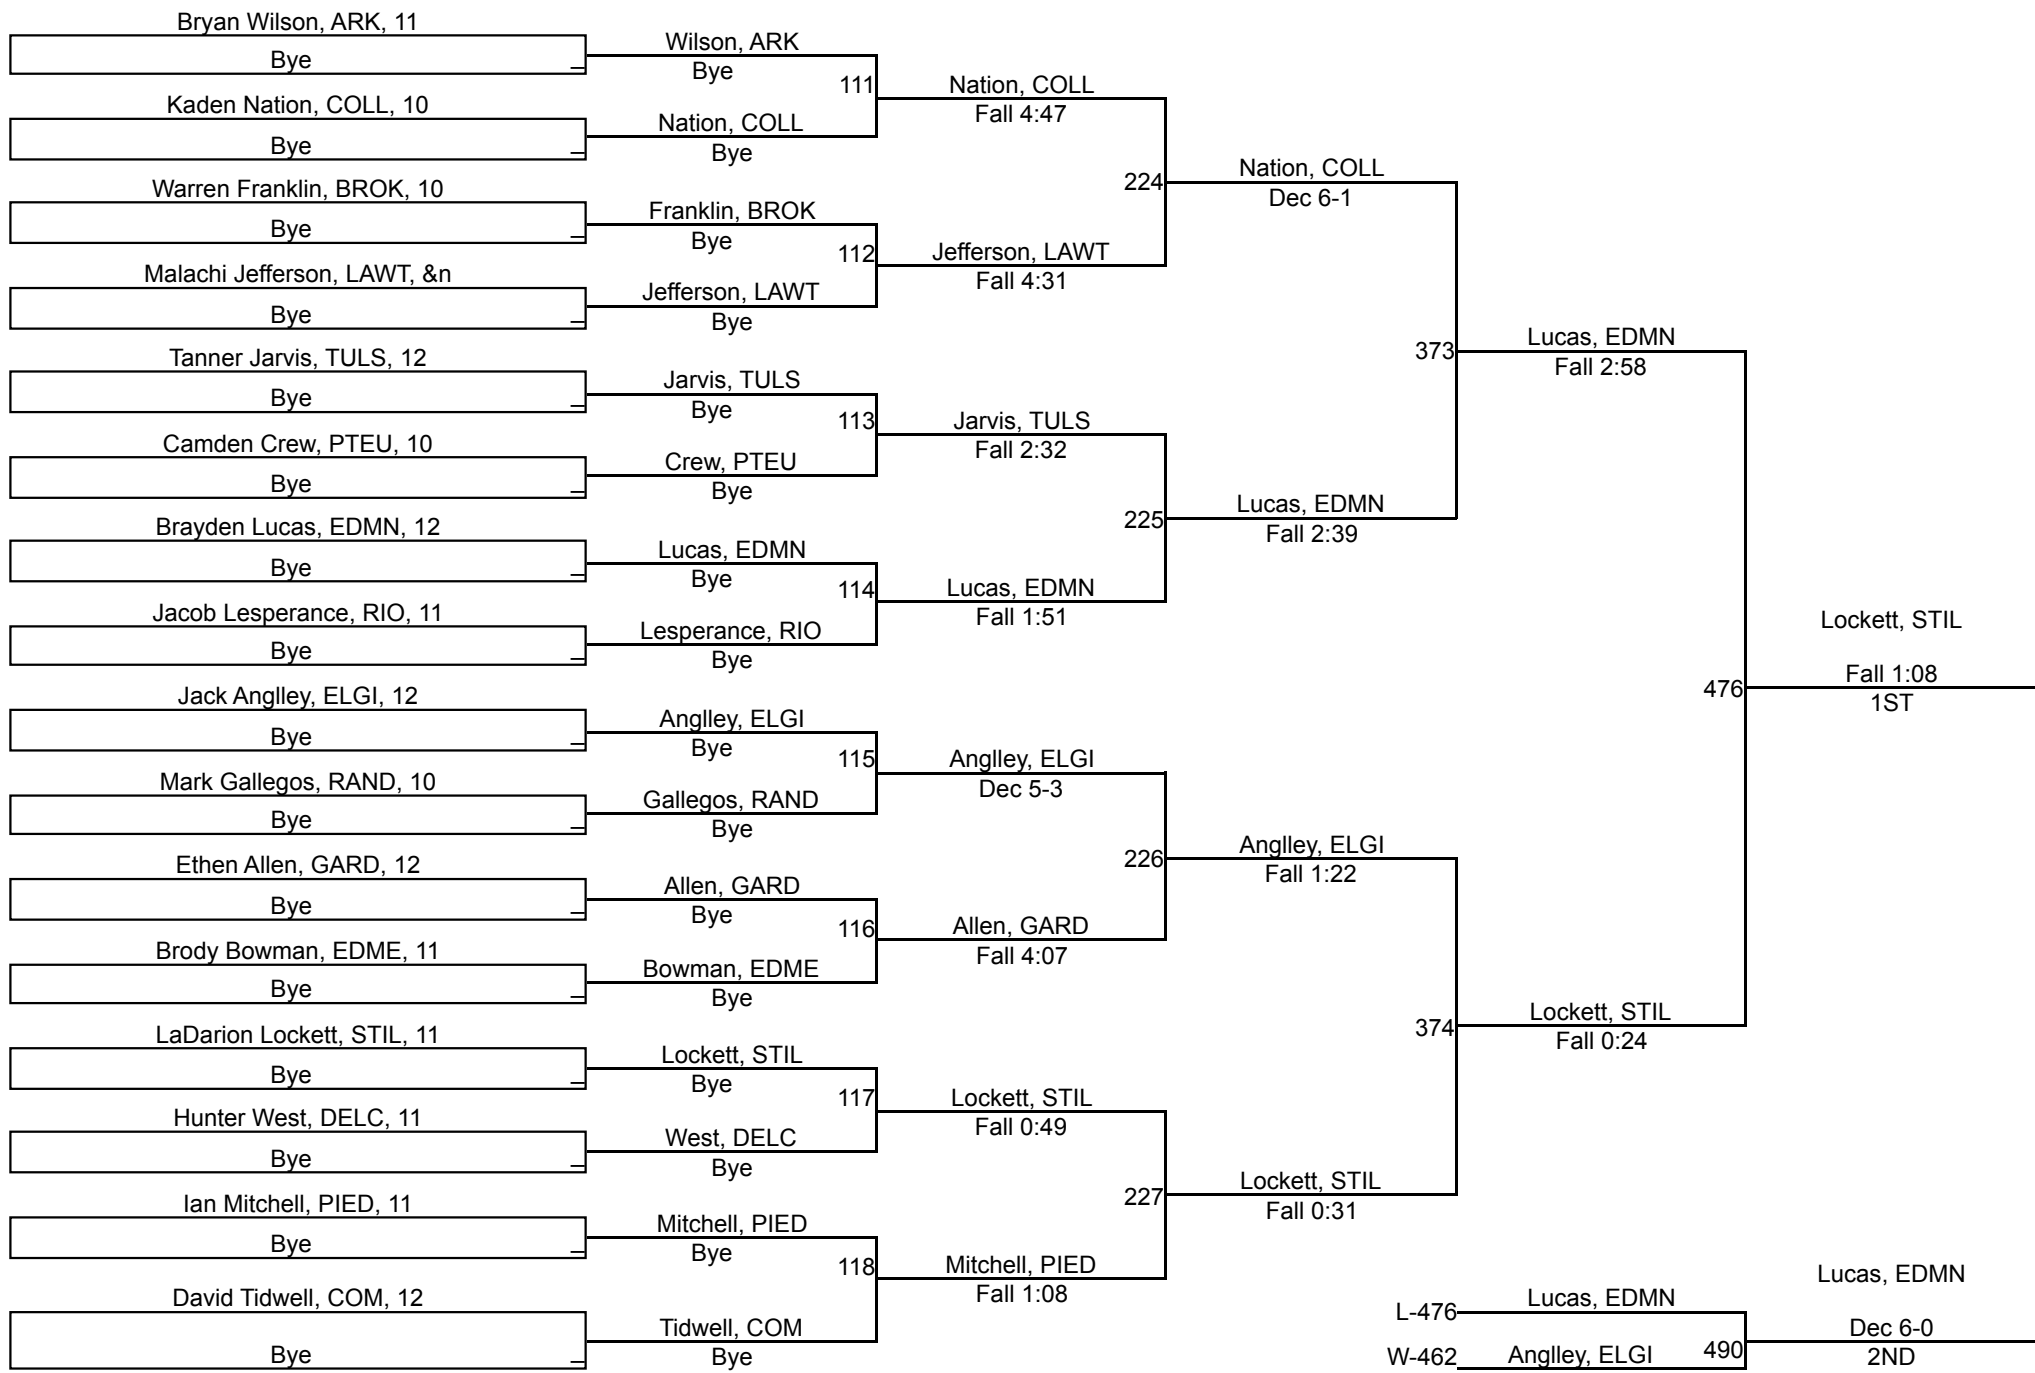 Bryan Wilson, ARK, 11
Bye
_
Kaden Nation, COLL, 10
Bye
_
Warren Franklin, BROK, 10
Bye
_
Malachi Jefferson, LAWT, &n
Bye
_
Tanner Jarvis, TULS, 12
Bye
_
Camden Crew, PTEU, 10
Bye
_
Brayden Lucas, EDMN, 12
Bye
_
Jacob Lesperance, RIO, 11
Bye
_
Jack Anglley, ELGI, 12
Bye
_
Mark Gallegos, RAND, 10
Bye
_
Ethen Allen, GARD, 12
Bye
_
Brody Bowman, EDME, 11
Bye
_
LaDarion Lockett, STIL, 11
Bye
_
Hunter West, DELC, 11
Bye
_
Ian Mitchell, PIED, 11
Bye
_
David Tidwell, COM, 12
Bye
_
Wilson, ARK
Bye
111
Nation, COLL
Bye
Franklin, BROK
Bye
112
Jefferson, LAWT
Bye
Jarvis, TULS
Bye
113
Crew, PTEU
Bye
Lucas, EDMN
Bye
114
Lesperance, RIO
Bye
Anglley, ELGI
Bye
115
Gallegos, RAND
Bye
Allen, GARD
Bye
116
Bowman, EDME
Bye
Lockett, STIL
Bye
117
West, DELC
Bye
Mitchell, PIED
Bye
118
Tidwell, COM
Bye
Nation, COLL
Fall 4:47
224
Jefferson, LAWT
Fall 4:31
Jarvis, TULS
Fall 2:32
225
Lucas, EDMN
Fall 1:51
Anglley, ELGI
Dec 5-3
226
Allen, GARD
Fall 4:07
Lockett, STIL
Fall 0:49
227
Mitchell, PIED
Fall 1:08
Nation, COLL
Dec 6-1
373
Lucas, EDMN
Fall 2:39
Anglley, ELGI
Fall 1:22
374
Lockett, STIL
Fall 0:31
Lucas, EDMN
Fall 2:58
476
Lockett, STIL
Fall 0:24
Lockett, STIL
Fall 1:08
1ST
L-476
Lucas, EDMN
W-462
Anglley, ELGI
490
Lucas, EDMN
Dec 6-0
2ND